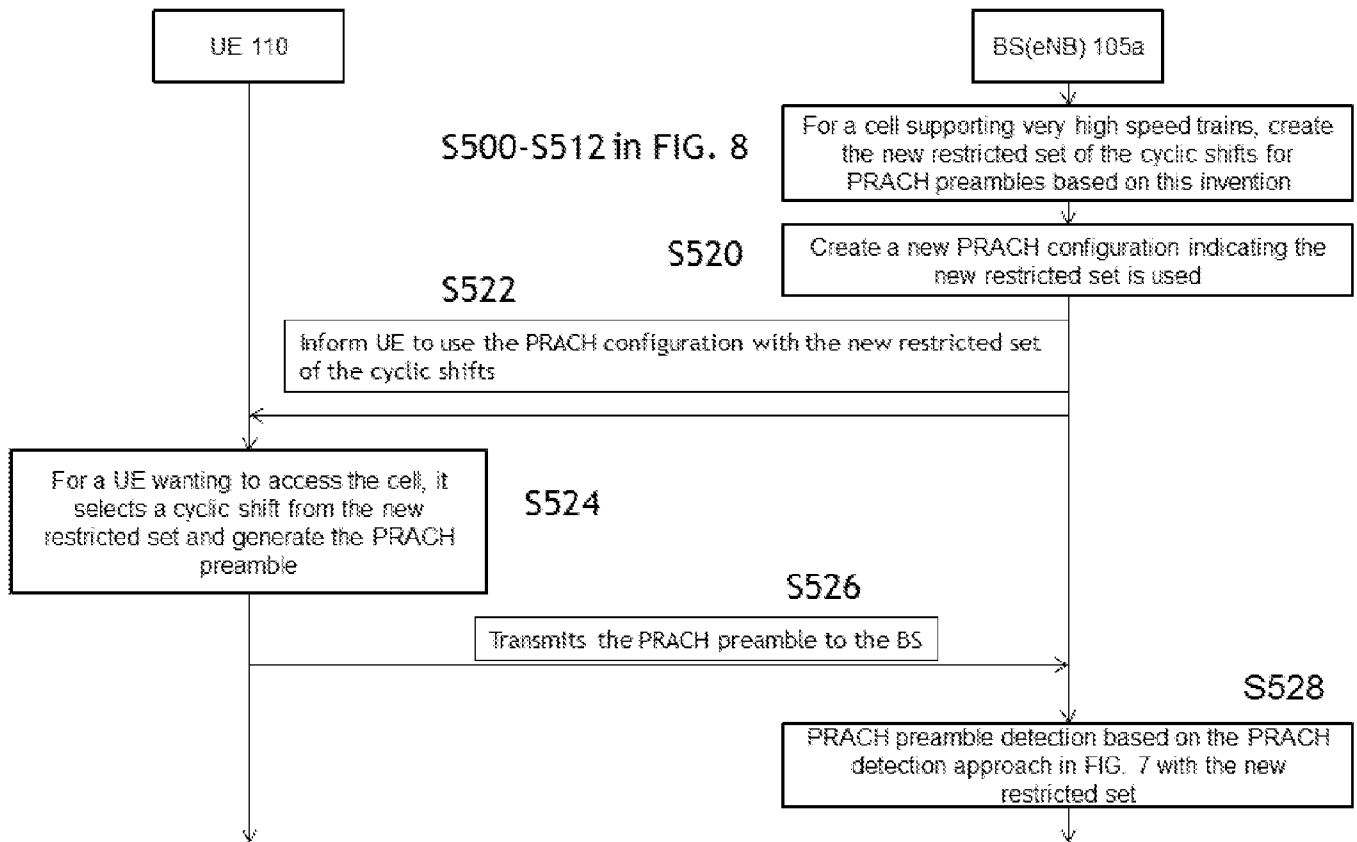 UE 110
BS(eNB) 105a
S500-S512 in FIG. 8
For a cell supporting very high speed trains, create
the new restricted set of the cyclic shifts for
PRACH preambles based on this invention
S520
Create a new PRACH configuration indicating the
new restricted set is used
S522
Inform UE to use the PRACH configuration with the new restricted set
of the cyclic shifts
For a UE wanting to access the cell, it
selects a cyclic shift from the new
restricted set and generate the PRACH
preamble
S524
S526
Transmits the PRACH preamble to the BS
S528
PRACH preamble detection based on the PRACH
detection approach in FIG. 7 with the new
restricted set